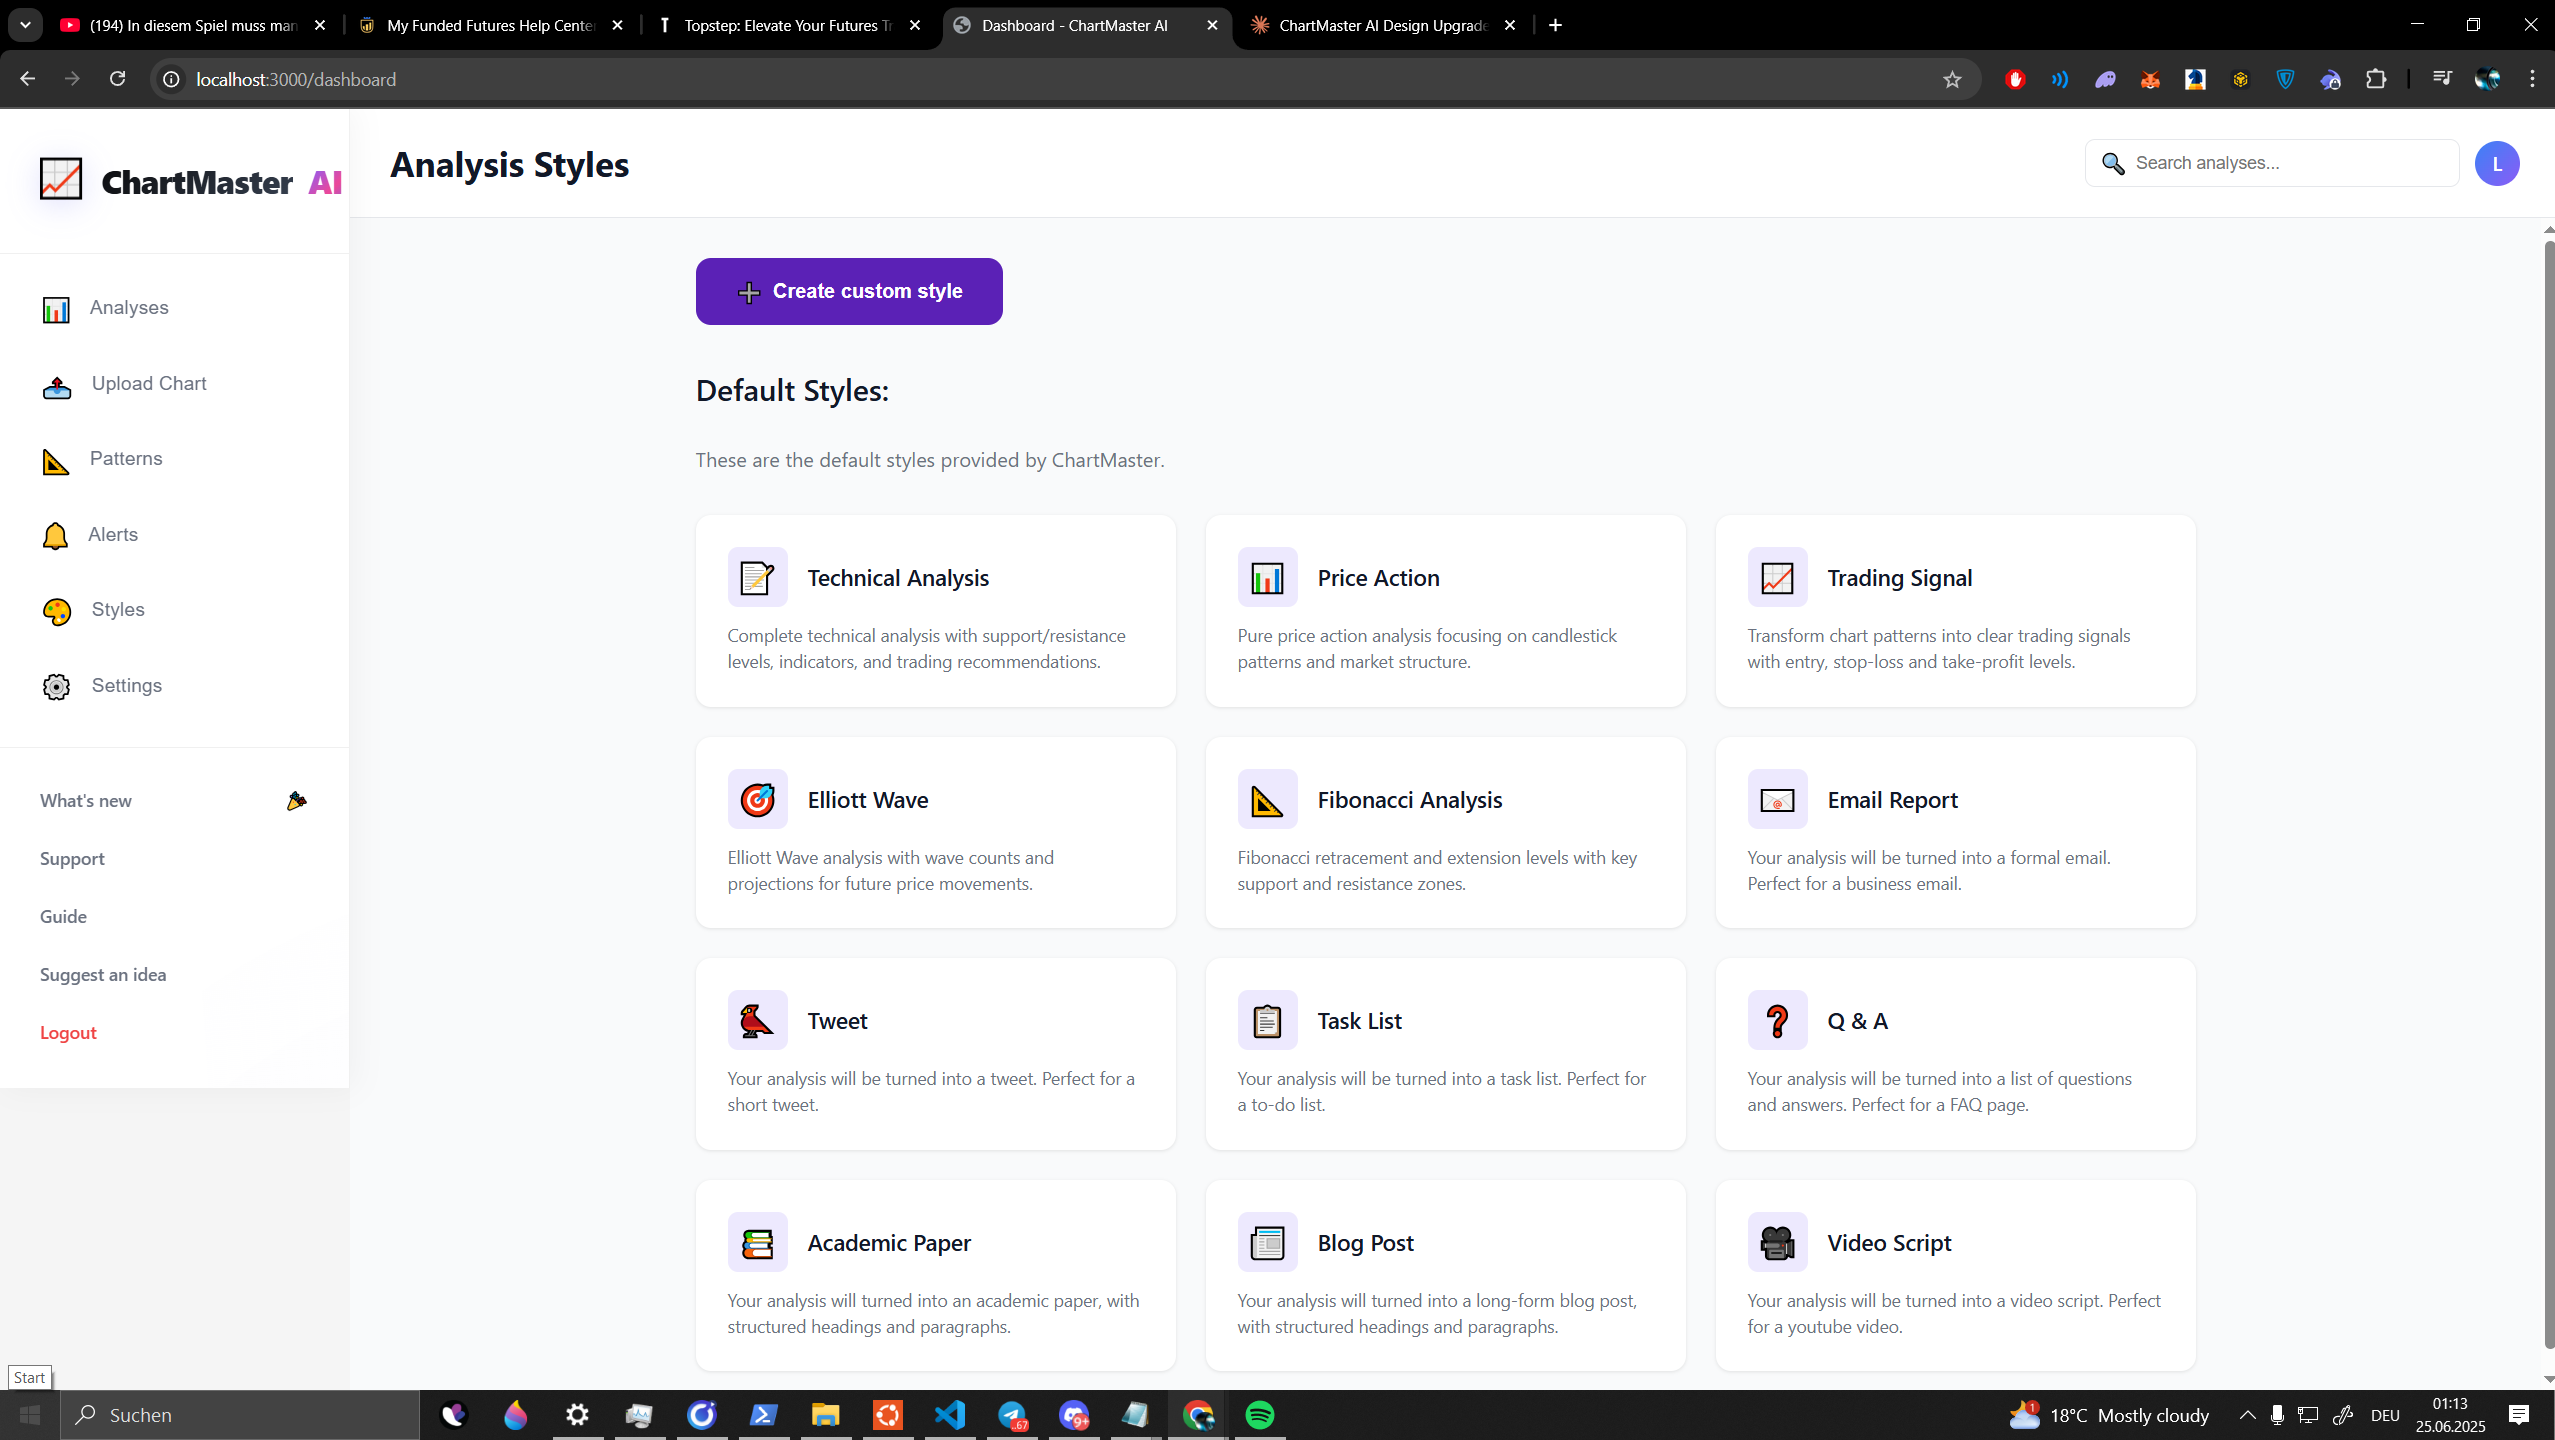 (194) In diesem Spiel muss man
My Funded Futures Help Center
Topstep: Elevate Your Futures Tr
Dashboard - ChartMaster AI
ChartMaster AI Design Upgrade
localhost:3000/dashboard
ChartMaster AI
Analysis Styles
Search analyses...
L
Analyses
Upload Chart
Patterns
Alerts
Styles
Settings
What's new
Support
Guide
Suggest an idea
Logout
Create custom style
Default Styles:
These are the default styles provided by ChartMaster.
Technical Analysis
Complete technical analysis with support/resistance
levels, indicators, and trading recommendations.
Price Action
Pure price action analysis focusing on candlestick
patterns and market structure.
Trading Signal
Transform chart patterns into clear trading signals
with entry, stop-loss and take-profit levels.
Elliott Wave
Elliott Wave analysis with wave counts and
projections for future price movements.
Fibonacci Analysis
Fibonacci retracement and extension levels with key
support and resistance zones.
Email Report
Your analysis will be turned into a formal email.
Perfect for a business email.
Tweet
Your analysis will be turned into a tweet. Perfect for a
short tweet.
Task List
Your analysis will be turned into a task list. Perfect for
a to-do list.
Q & A
Your analysis will be turned into a list of questions
and answers. Perfect for a FAQ page.
Academic Paper
Your analysis will turned into an academic paper, with
structured headings and paragraphs.
Blog Post
Your analysis will turned into a long-form blog post,
with structured headings and paragraphs.
Video Script
Your analysis will be turned into a video script. Perfect
for a youtube video.
Start
Suchen
67
9+
1
18°C Mostly cloudy
DEU
01:13
25.06.2025